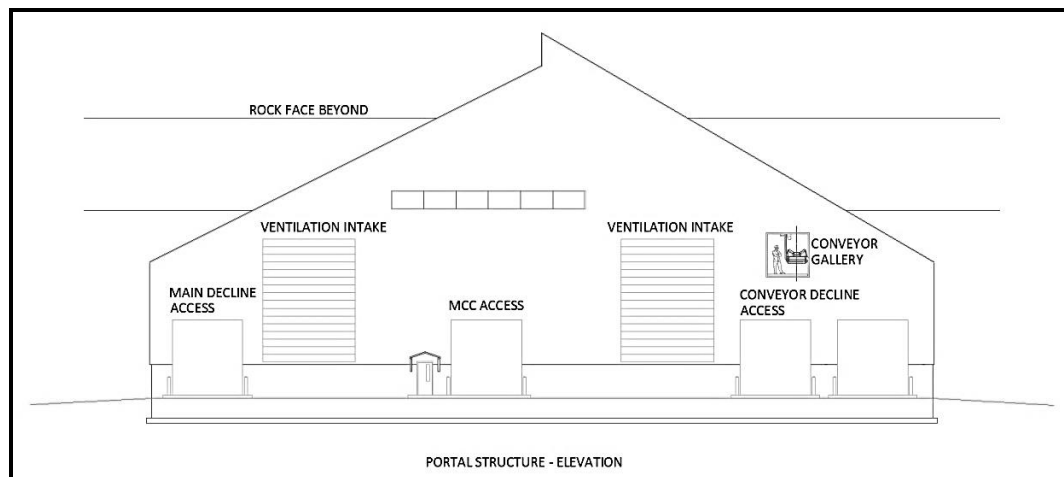 ROCK FACE BEYOND
VENTILATION INTAKE
VENTILATION INTAKE
CONVEYOR
GALLERY
MAIN DECLINE
ACCESS
MCC ACCESS
CONVEYOR DECLINE
ACCESS
PORTAL STRUCTURE - ELEVATION